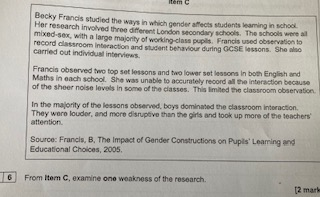 Item C
Becky Francis studied the ways in which gender affects students learning in school.
Her research involved three different London secondary schools. The schools were all
mixed-sex, with a large majority of working-class pupils. Francis used observation to
record classroom interaction and student behaviour during GCSE lessons. She also
carried out individual interviews.
Francis observed two top set lessons and two lower set lessons in both English and
Maths in each school. She was unable to accurately record all the interaction because
of the sheer noise levels in some of the classes. This limited the classroom observation.
In the majority of the lessons observed, boys dominated the classroom interaction.
They were louder, and more disruptive than the girls and took up more of the teachers'
attention.
Source: Francis, B, The Impact of Gender Constructions on Pupils' Learning and
Educational Choices, 2005.
6 From Item C, examine one weakness of the research.
[2 mark